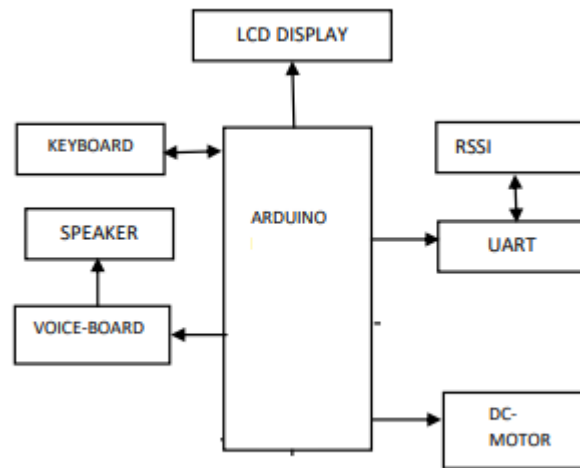 LCD DISPLAY
KEYBOARD
RSSI
ARDUINO
SPEAKER
UART
VOICE-BOARD
DC-
MOTOR